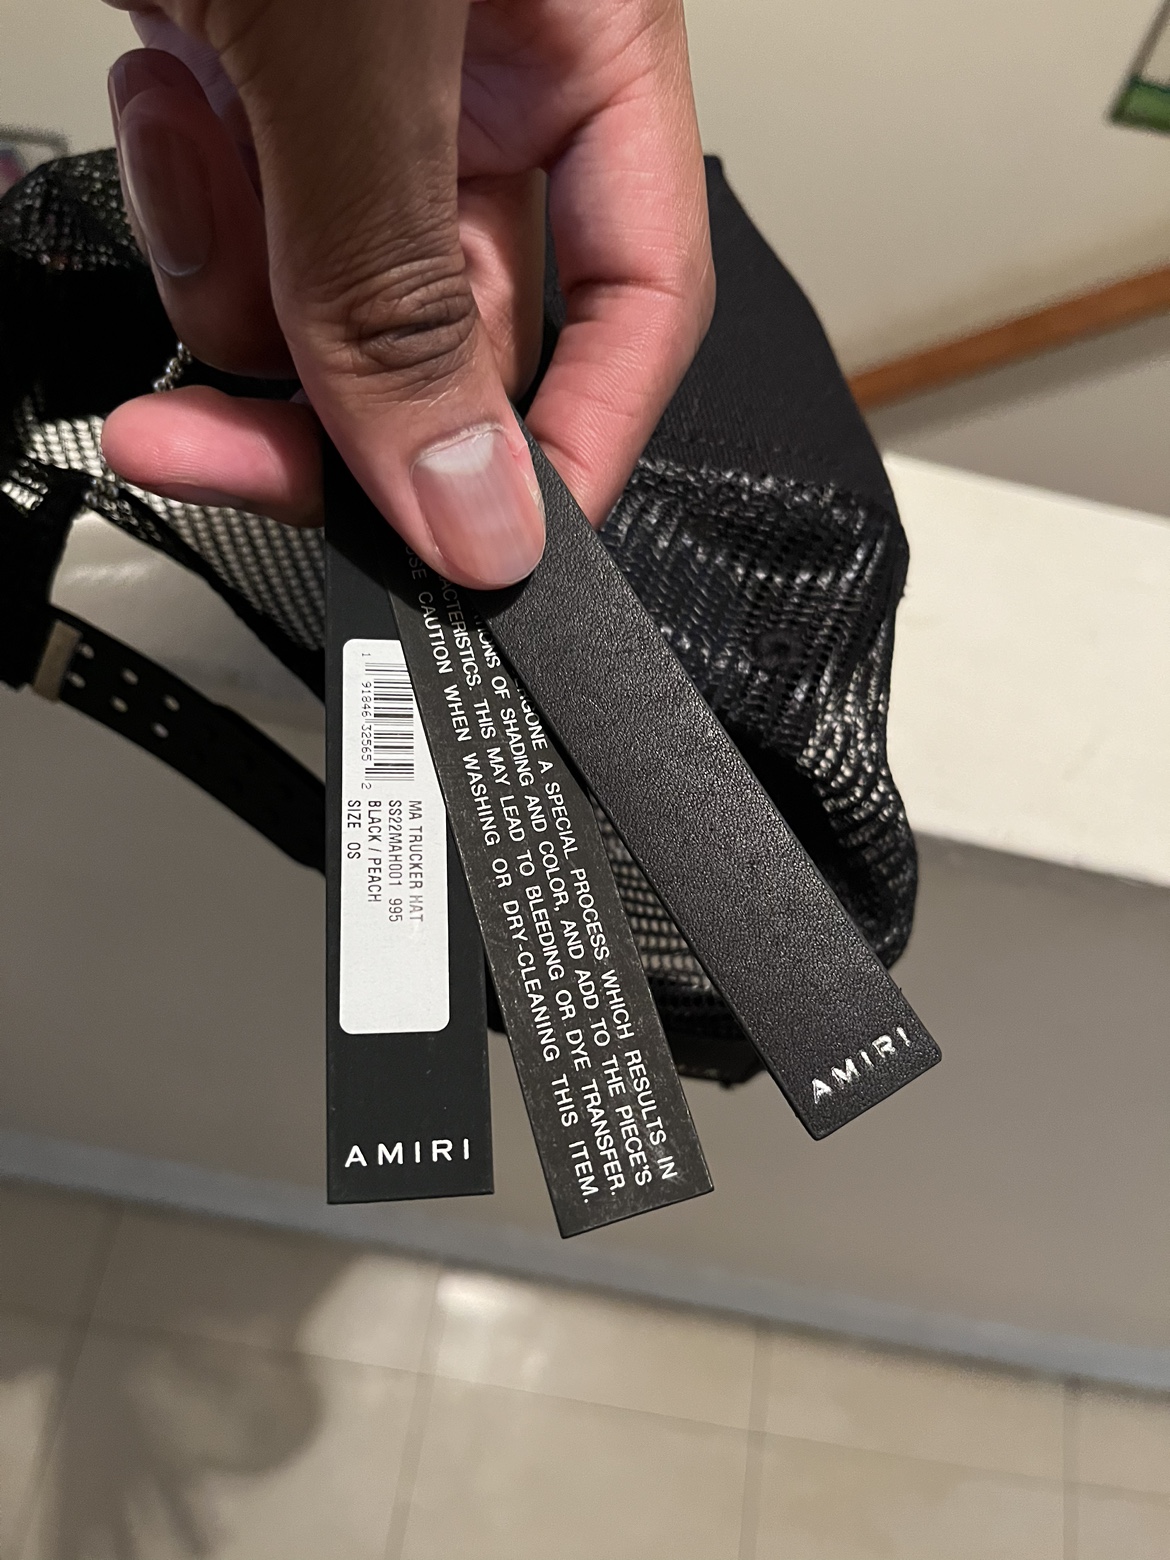 1 91846 32565 2
MA TRUCKER HAT
SS22MAH001 995
BLACK / PEACH
SIZE OS
AMIRI
A SPECIAL PROCESS WHICH RESULTS IN
OF SHADING AND COLOR, AND ADD TO THE PIECE'S
THIS MAY LEAD TO BLEEDING OR DYE TRANSFER.
CAUTION WHEN WASHING OR DRY-CLEANING THIS ITEM.
AMIRI